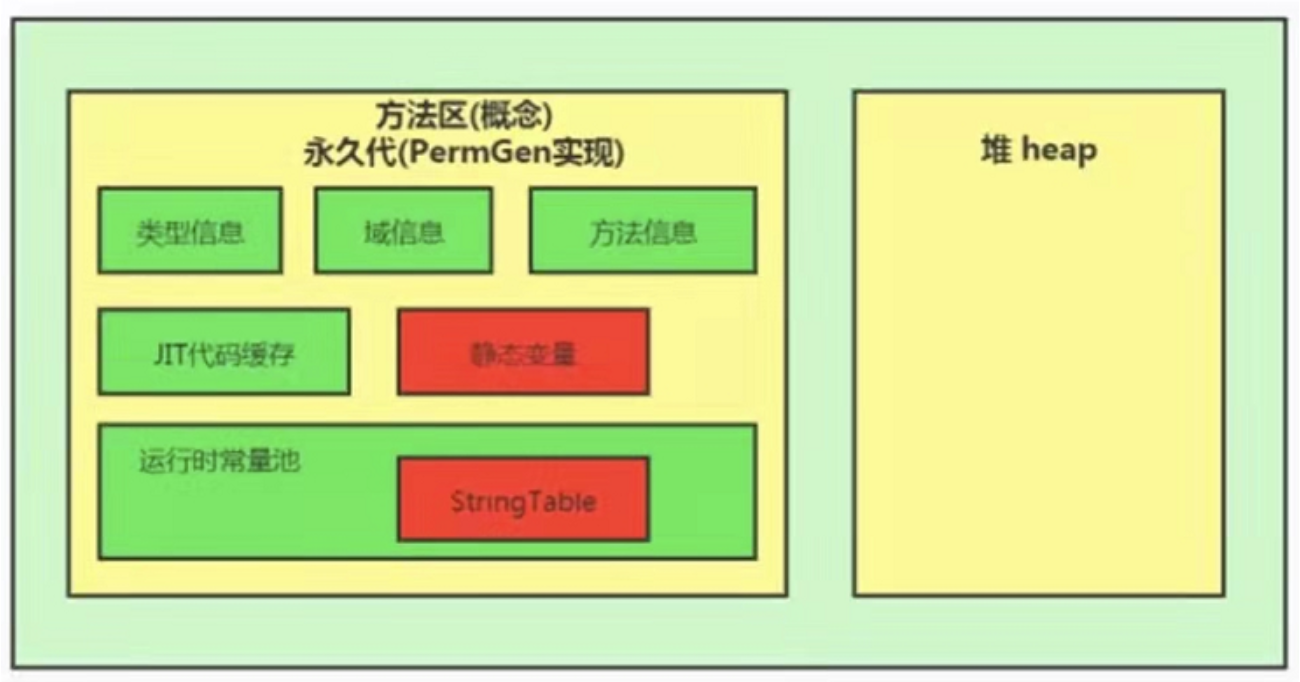 方法区(概念)
永久代(PermGen实现)
堆 heap
类型信息
域信息
方法信息
JIT代码缓存
静态变量
运行时常量池
StringTable